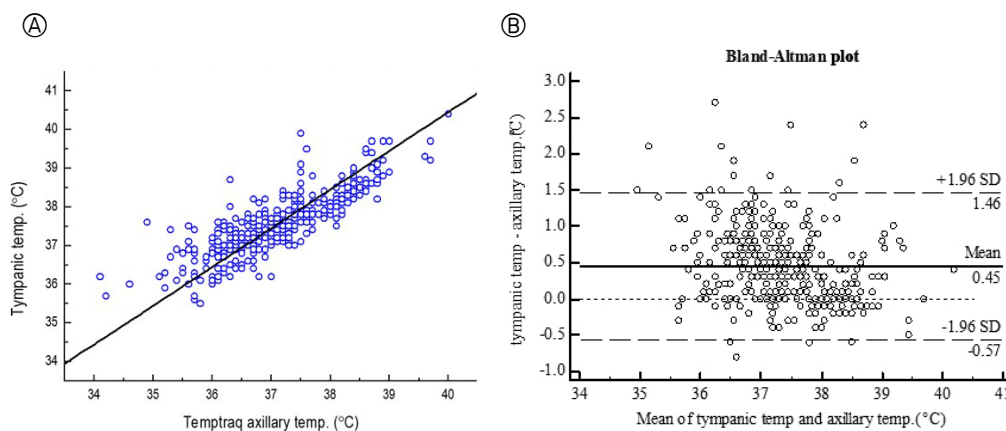 Ⓐ
Ⓑ
Tympanic temp. (°C)
41
40
39
38
37
36
35
34
34 35 36 37 38 39 40
Temptraq axillary temp. (°C)
Bland-Altman plot
tympanic temp - axillary temp.(C)
3.0
2.5
2.0
1.5
1.0
0.5
0.0
-0.5
-1.0
+1.96 SD
1.46
Mean
0.45
-1.96 SD
-0.57
34 35 36 37 38 39 40 41
Mean of tympanic temp and axillary temp.(°C)